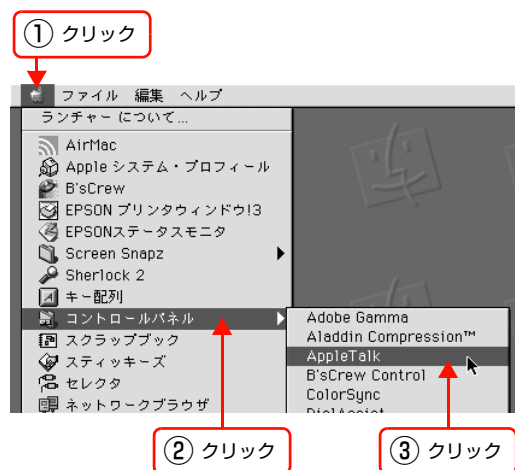 ① クリック
ファイル 編集 ヘルプ
ランチャー について...
AirMac
Apple システム・プロフィール
B'sCrew
EPSON プリンタウィンドウ!3
EPSONステータスモニタ
Screen Snapz
Sherlock 2
キー配列
コントロールパネル
スクラップブック
スティッキーズ
セレクタ
ネットワークブラウザ
Adobe Gamma
Aladdin Compression™
AppleTalk
B'sCrew Control
ColorSync
DialAssist
② クリック
③ クリック